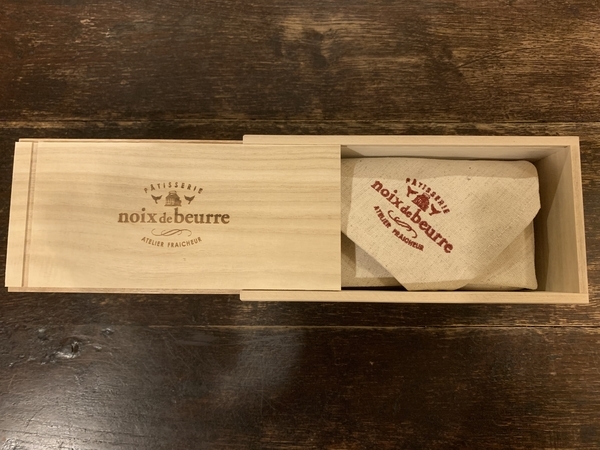 PÂTISSERIE
noix de beurre
ATELIER FRAICHEUR
PÂTISSERIE
noix de beurre
ATELIER FRAICHEUR